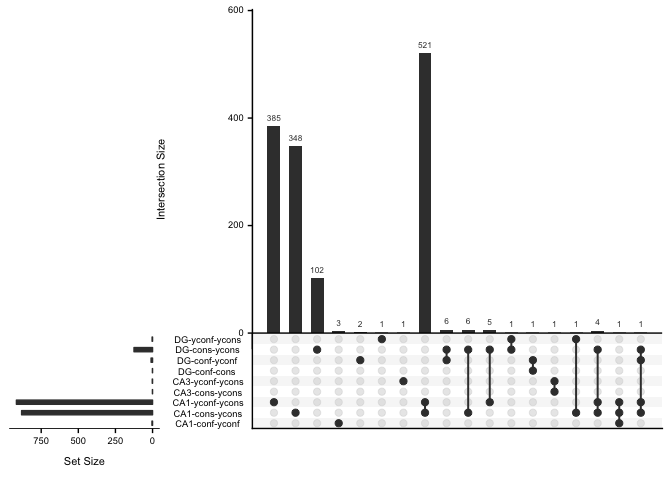 600
521
400
385
348
Intersection Size
200
102
3 2 1 1 6 6 5 1 1 1 1 4 1 1
0
DG-yconf-ycons
DG-cons-ycons
DG-conf-yconf
DG-conf-cons
CA3-yconf-ycons
CA3-cons-ycons
CA1-yconf-ycons
CA1-cons-ycons
CA1-conf-yconf
750 500 250 0
Set Size